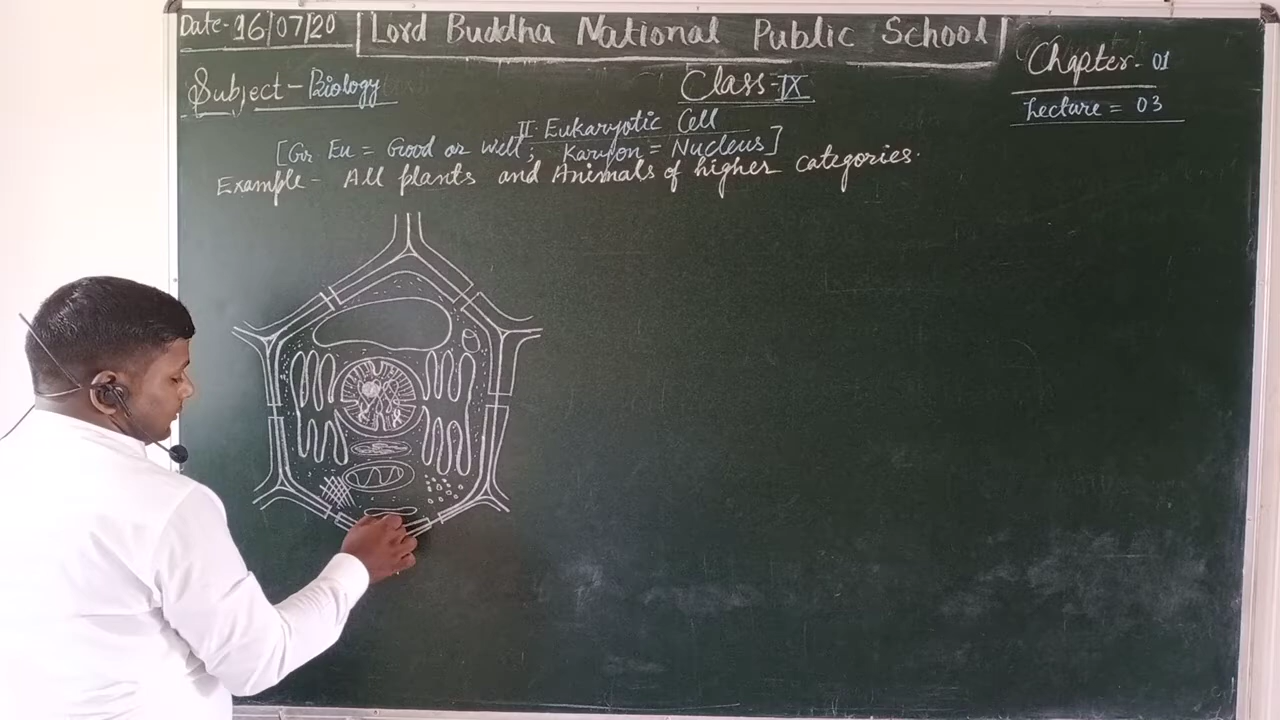 Date- 16/07/20
Lord Buddha National Public School
Chapter- 01
Subject- Biology
Class-IX
Lecture = 03
II. Eukaryotic Cell
[Gr. Eu = Good or Well; Karyon = Nucleus]
Example- All plants and Animals of higher categories.